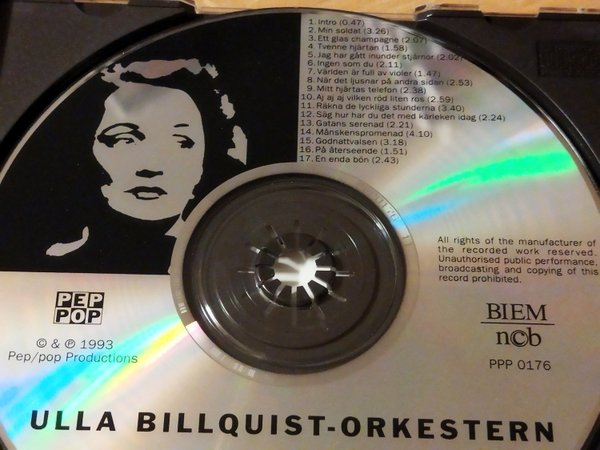 1. Intro (0.47)
2. Min soldat (3.26)
3. Ett glas champagne (2.07)
4. Tvenne hjärtan (1.58)
5. Jag har gått inunder stjärnor (2.02)
6. Ingen som du (2.11)
7. Världen är full av violer (1.47)
8. När det ljusnar på andra sidan (2.53)
9. Mitt hjärtas telefon (2.38)
10. Aj aj aj vilken röd liten ros (2.59)
11. Räkna de lyckliga stunderna (3.40)
12. Säg hur har du det med kärleken idag (2.24)
13. Gatans serenad (2.21)
14. Månskenspromenad (4.10)
15. Godnattvalsen (3.18)
16. På återseende (1.51)
17. En enda bön (2.43)
All rights of the manufacturer of
the recorded work reserved.
Unauthorised public performance,
broadcasting and copying of this
record prohibited.
PEP
POP
© & ℗ 1993
Pep/pop Productions
BIEM
n©b
PPP 0176
ULLA BILLQUIST-ORKESTERN